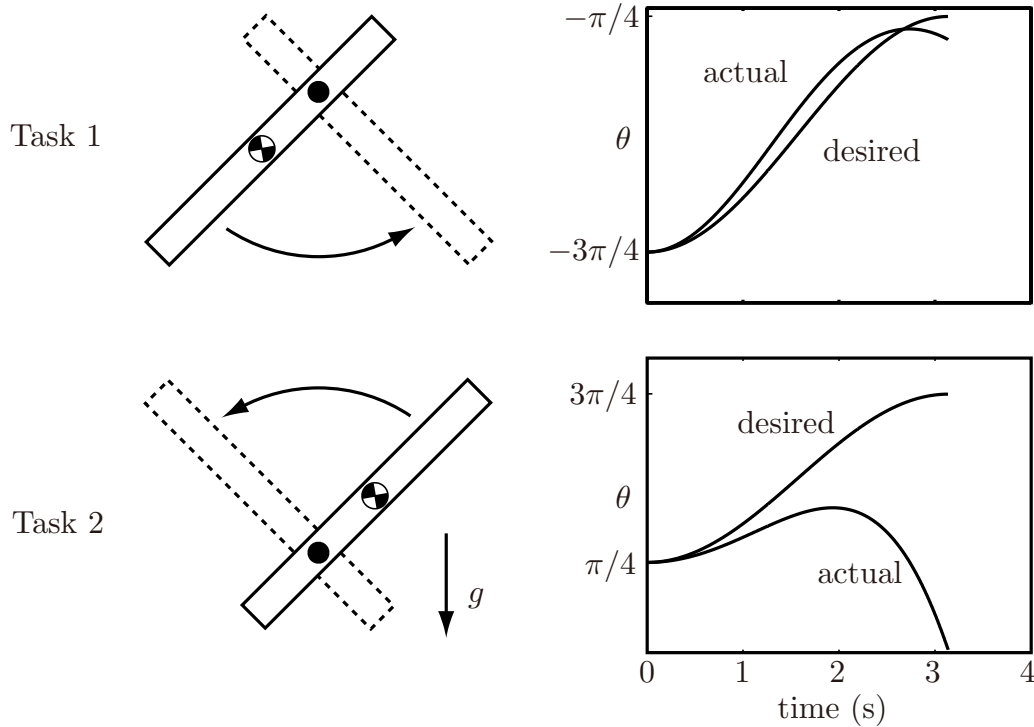 Task 1
−π/4
actual
θ
desired
−3π/4
Task 2
g
3π/4
desired
θ
π/4
actual
0 1 2 3 4
time (s)